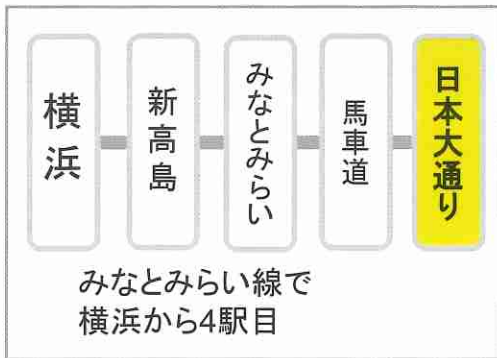 横浜
新高島
みなとみらい
馬車道
日本大通り
みなとみらい線で
横浜から4駅目